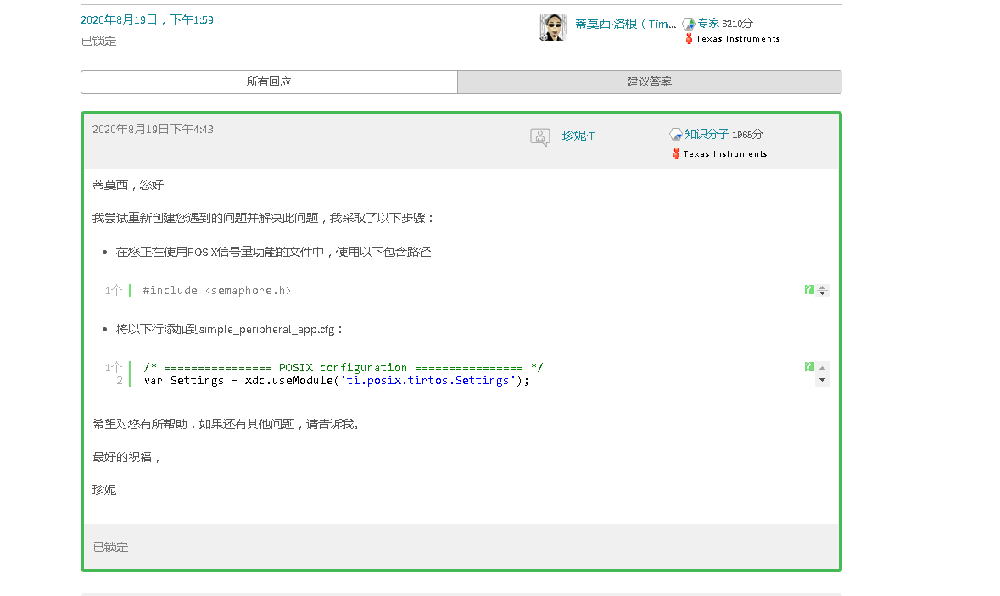 2020年8月19日，下午1:59
蒂莫西·洛根（Tim...
专家 6210分
Texas Instruments
已锁定
所有回应
建议答案
2020年8月19日下午4:43
珍妮·T
知识分子 1965分
Texas Instruments
蒂莫西，您好
我尝试重新创建您遇到的问题并解决此问题，我采取了以下步骤：
在您正在使用POSIX信号量功能的文件中，使用以下包含路径
1个 #include <semaphore.h>
?
将以下行添加到simple_peripheral_app.cfg：
1个 /* ================ POSIX configuration ================ */
?
2 var Settings = xdc.useModule('ti.posix.tirtos.Settings');
希望对您有所帮助，如果还有其他问题，请告诉我。
最好的祝福，
珍妮
已锁定